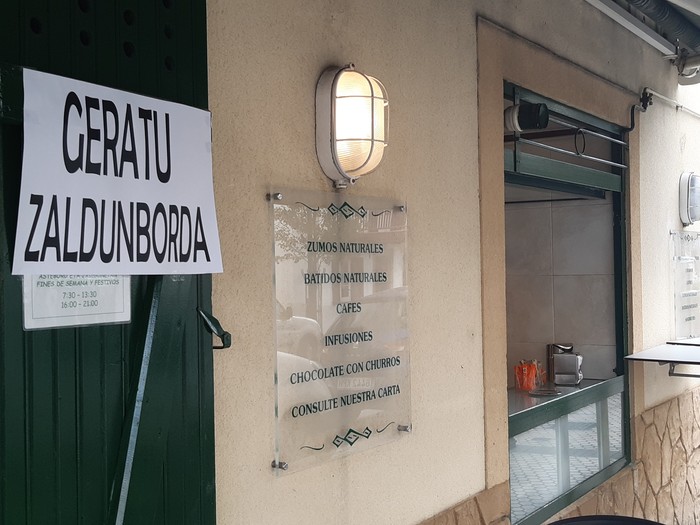 GERATU
ZALDUNBORDA
FINES DE SEMANA Y FESTIVOS
7:30 - 13:30
16:00 - 21:00
ZUMOS NATURALES
BATIDOS NATURALES
CAFES
INFUSIONES
CHOCOLATE CON CHURROS
CONSULTE NUESTRA CARTA